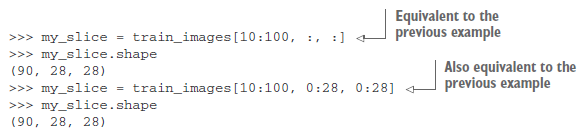 Equivalent to the
previous example
>>> my_slice = train_images[10:100, :, :]
>>> my_slice.shape
(90, 28, 28)
Also equivalent to the
previous example
>>> my_slice = train_images[10:100, 0:28, 0:28]
>>> my_slice.shape
(90, 28, 28)